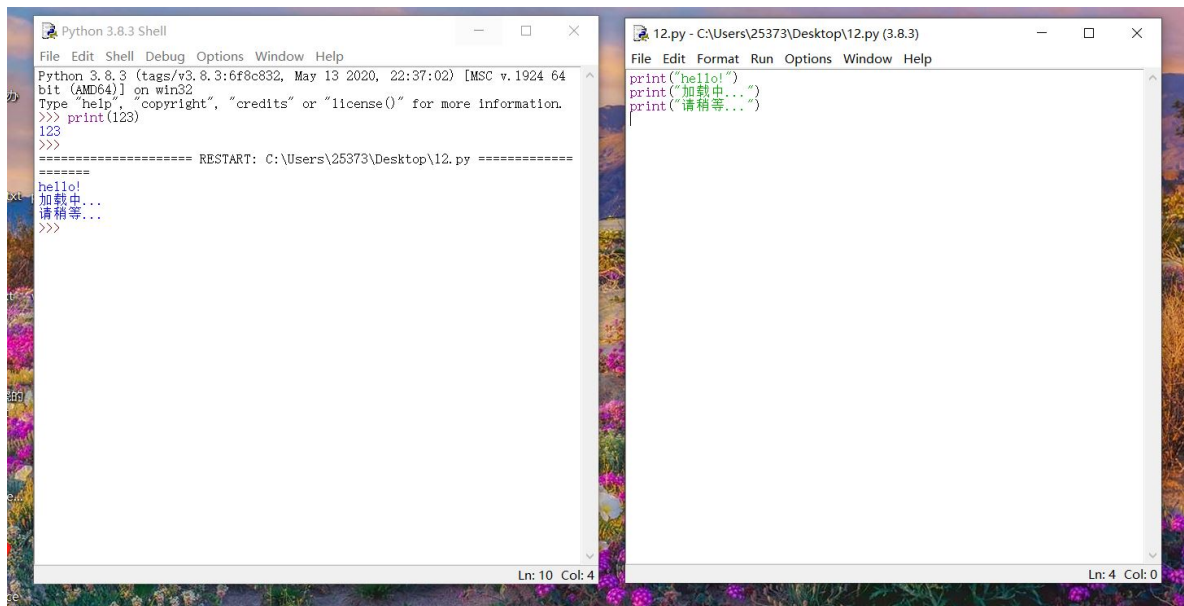 Python 3.8.3 Shell
File Edit Shell Debug Options Window Help
Python 3.8.3 (tags/v3.8.3:6f8c832, May 13 2020, 22:37:02) [MSC v.1924 64
bit (AMD64)] on win32
Type "help", "copyright", "credits" or "license()" for more information.
>>> print(123)
123
>>>
===================== RESTART: C:\Users\25373\Desktop\12.py =============
=======
hello!
加载中...
请稍等...
>>>
Ln: 10 Col: 4
12.py - C:\Users\25373\Desktop\12.py (3.8.3)
File Edit Format Run Options Window Help
print("hello!")
print("加载中...")
print("请稍等...")
Ln: 4 Col: 0